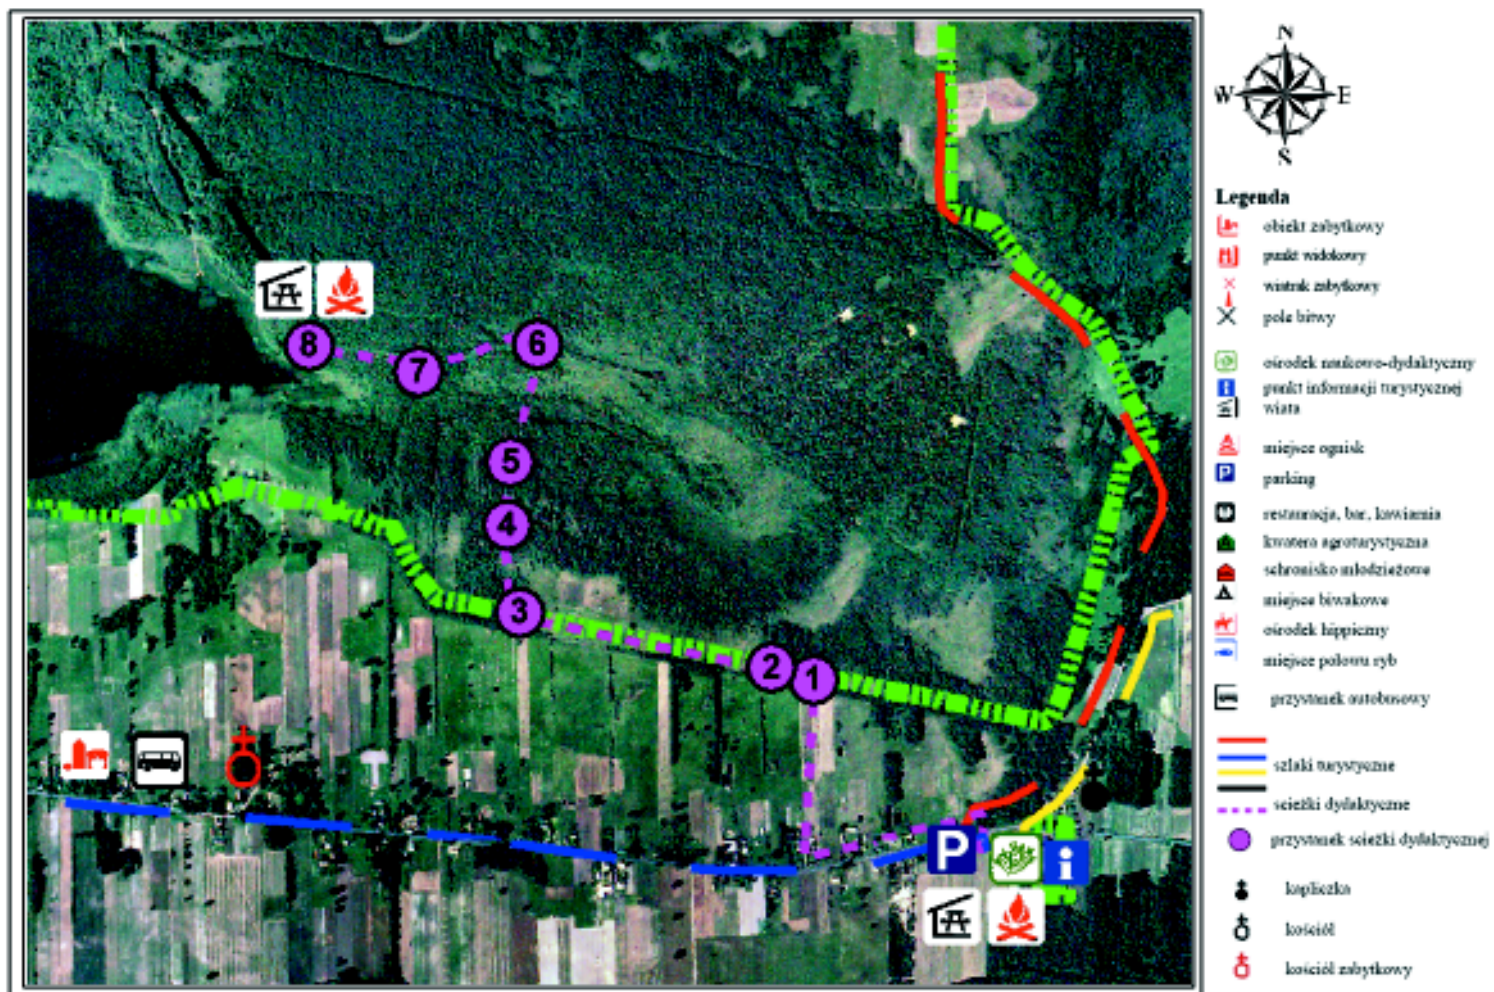 N
W E
S
Legenda
obiekt zabytkowy
punkt widokowy
wiatrak zabytkowy
pole bitwy
ośrodek naukowo-dydaktyczny
punkt informacji turystycznej
wiata
miejsce ognisk
parking
restauracja, bar, kawiarnia
kwatera agroturystyczna
schronisko młodzieżowe
miejsce biwakowe
ośrodek hippiczny
miejsce połowu ryb
przystanek autobusowy
szlaki turystyczne
scieżki dydaktyczne
przystanek scieżki dydaktycznej
kapliczka
kościół
kościół zabytkowy
8
7
6
5
4
3
2
1
P
i